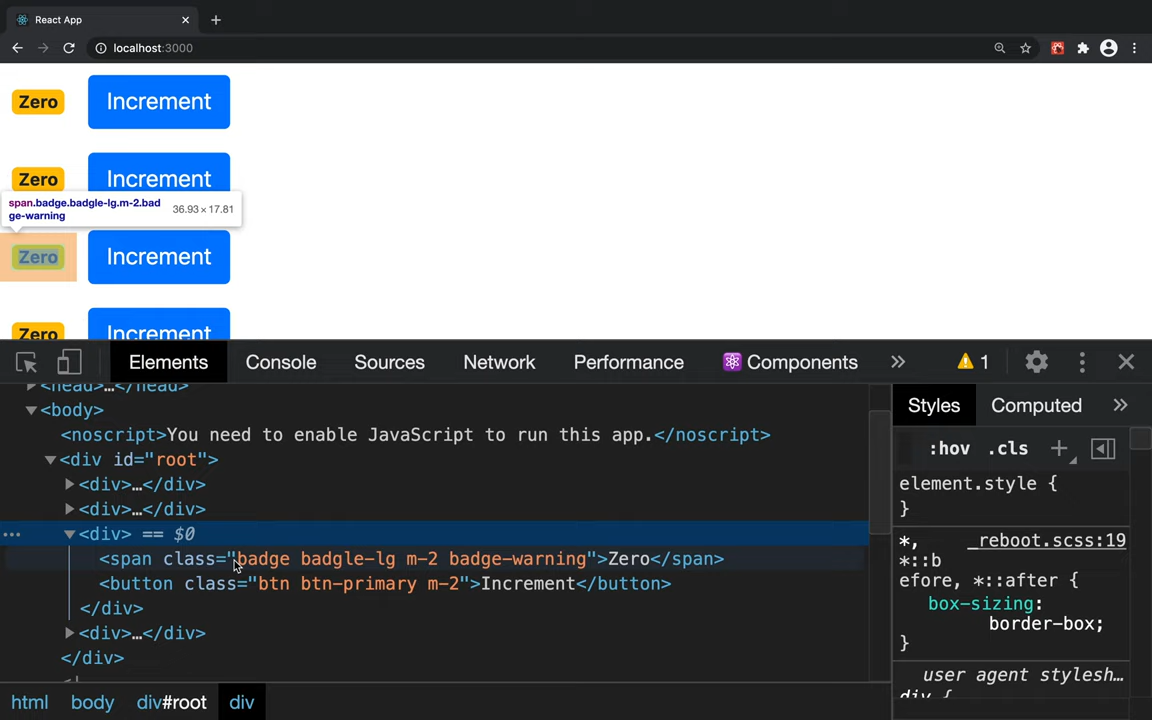 React App
localhost:3000
Zero Increment
Zero Increment
span.badge.badgle-lg.m-2.bad
ge-warning
36.93 × 17.81
Zero Increment
Zero Increment
Elements Console Sources Network Performance Components » 1
<head>…</head>
<body>
<noscript>You need to enable JavaScript to run this app.</noscript>
<div id="root">
<div>…</div>
<div>…</div>
<div> == $0
<span class="badge badgle-lg m-2 badge-warning">Zero</span>
<button class="btn btn-primary m-2">Increment</button>
</div>
<div>…</div>
</div>
html body div#root div
Styles Computed »
:hov .cls
element.style {
}
*, _reboot.scss:19
*::b
efore, *::after {
box-sizing:
border-box;
}
user agent stylesh…
div {